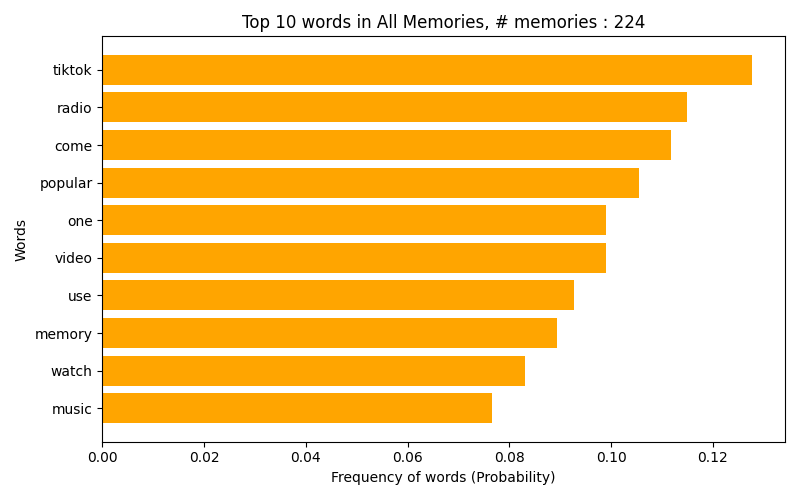 Top 10 words in All Memories, # memories : 224
tiktok
radio
come
popular
one
video
use
memory
watch
music
Words
0.00 0.02 0.04 0.06 0.08 0.10 0.12
Frequency of words (Probability)